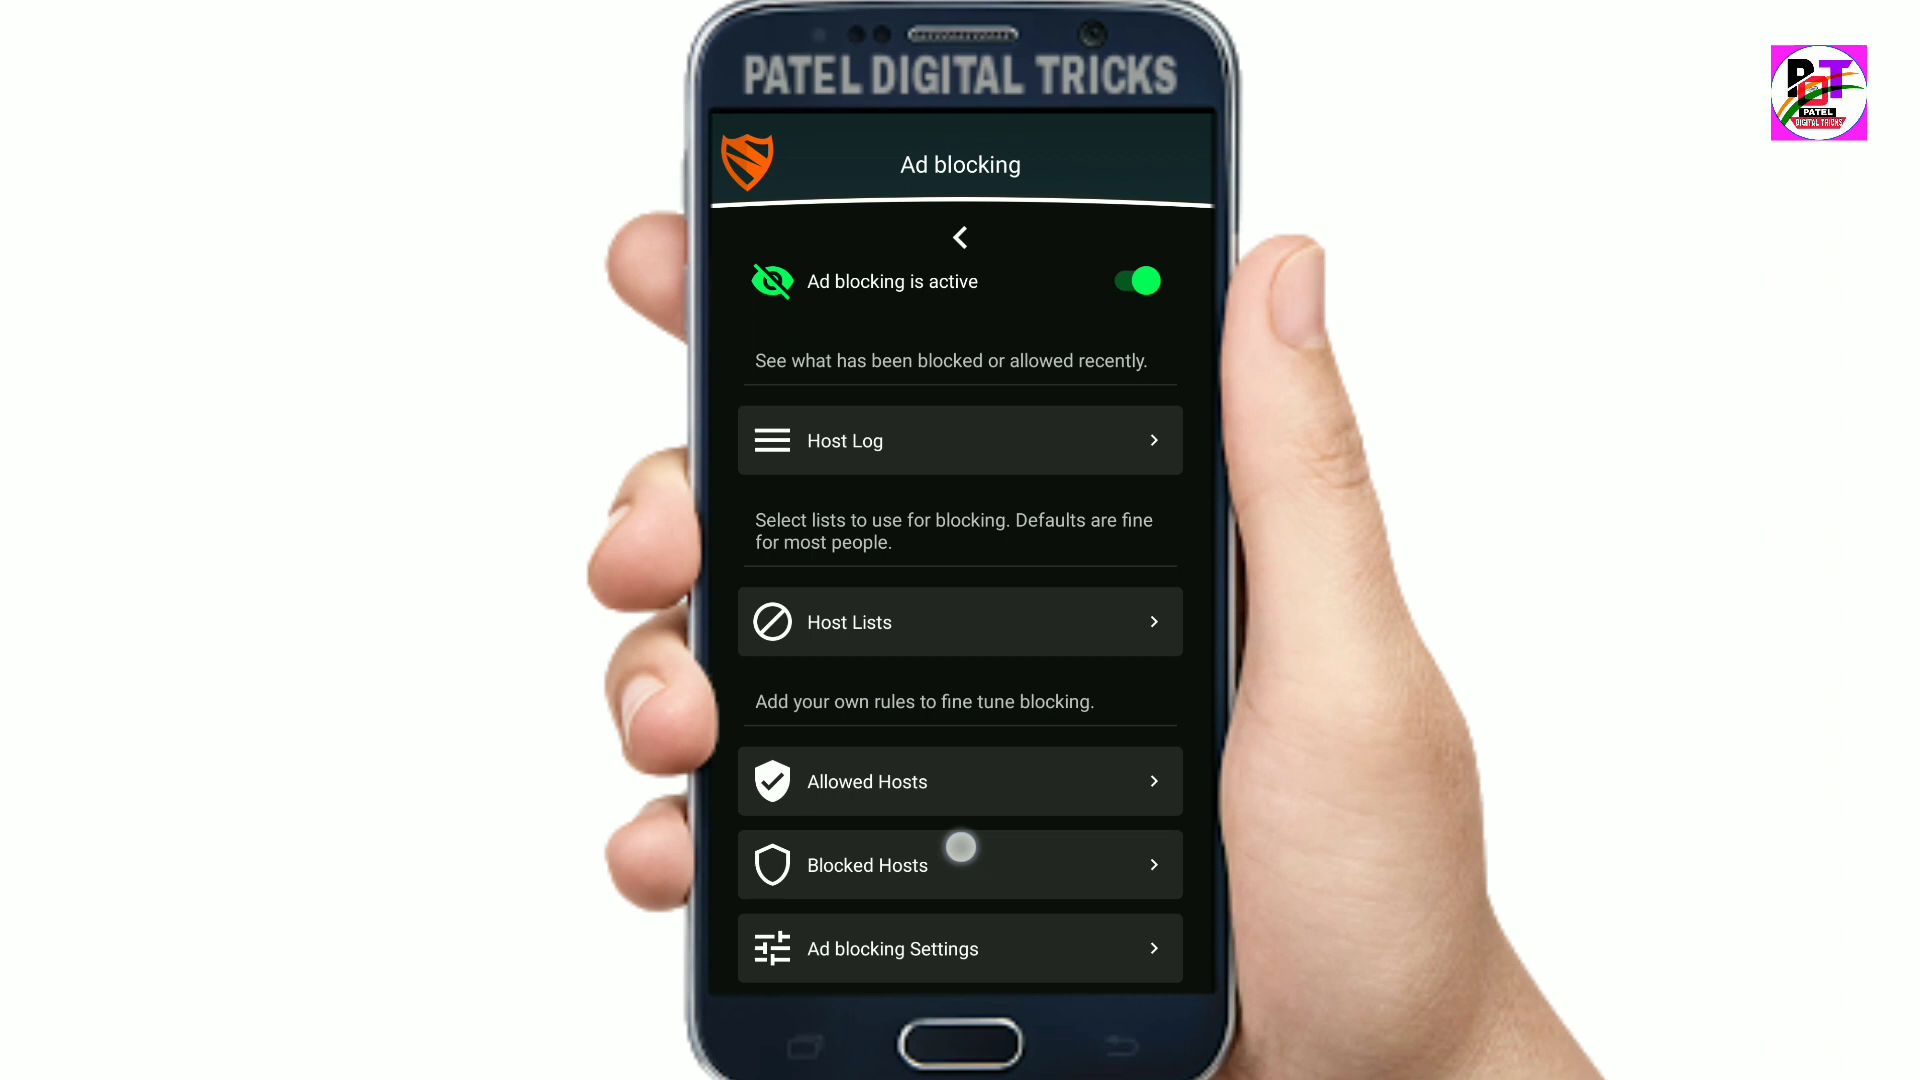 PATEL DIGITAL TRICKS
PDT
PATEL
DIGITAL TRICKS
Ad blocking
Ad blocking is active
See what has been blocked or allowed recently.
Host Log
Select lists to use for blocking. Defaults are fine
for most people.
Host Lists
Add your own rules to fine tune blocking.
Allowed Hosts
Blocked Hosts
Ad blocking Settings